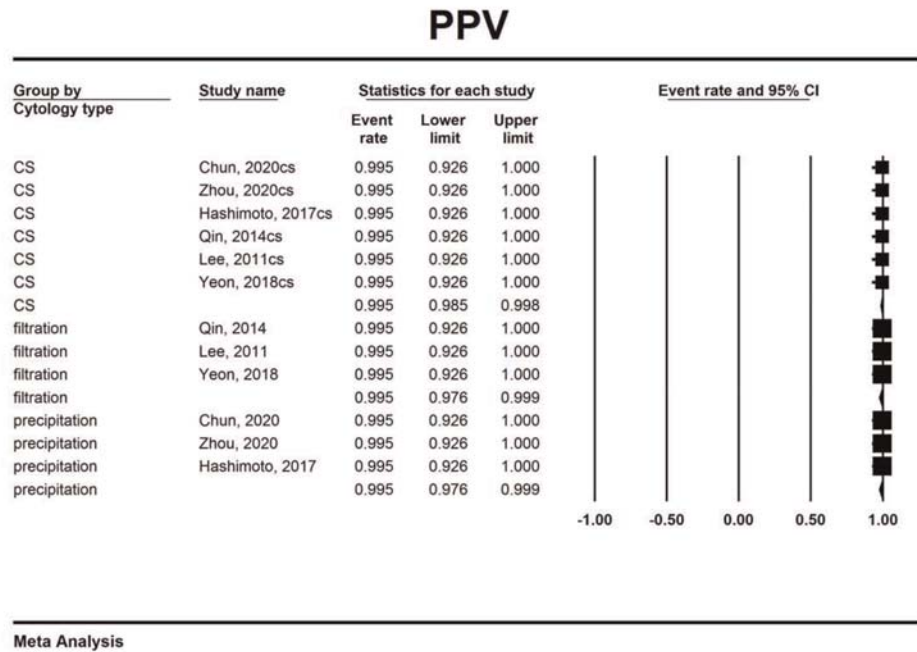 PPV
Group by Study name Statistics for each study Event rate and 95% CI
Cytology type
Event Lower Upper
rate limit limit
CS Chun, 2020cs 0.995 0.926 1.000
CS Zhou, 2020cs 0.995 0.926 1.000
CS Hashimoto, 2017cs 0.995 0.926 1.000
CS Qin, 2014cs 0.995 0.926 1.000
CS Lee, 2011cs 0.995 0.926 1.000
CS Yeon, 2018cs 0.995 0.926 1.000
CS 0.995 0.985 0.998
filtration Qin, 2014 0.995 0.926 1.000
filtration Lee, 2011 0.995 0.926 1.000
filtration Yeon, 2018 0.995 0.926 1.000
filtration 0.995 0.976 0.999
precipitation Chun, 2020 0.995 0.926 1.000
precipitation Zhou, 2020 0.995 0.926 1.000
precipitation Hashimoto, 2017 0.995 0.926 1.000
precipitation 0.995 0.976 0.999
-1.00 -0.50 0.00 0.50 1.00
Meta Analysis